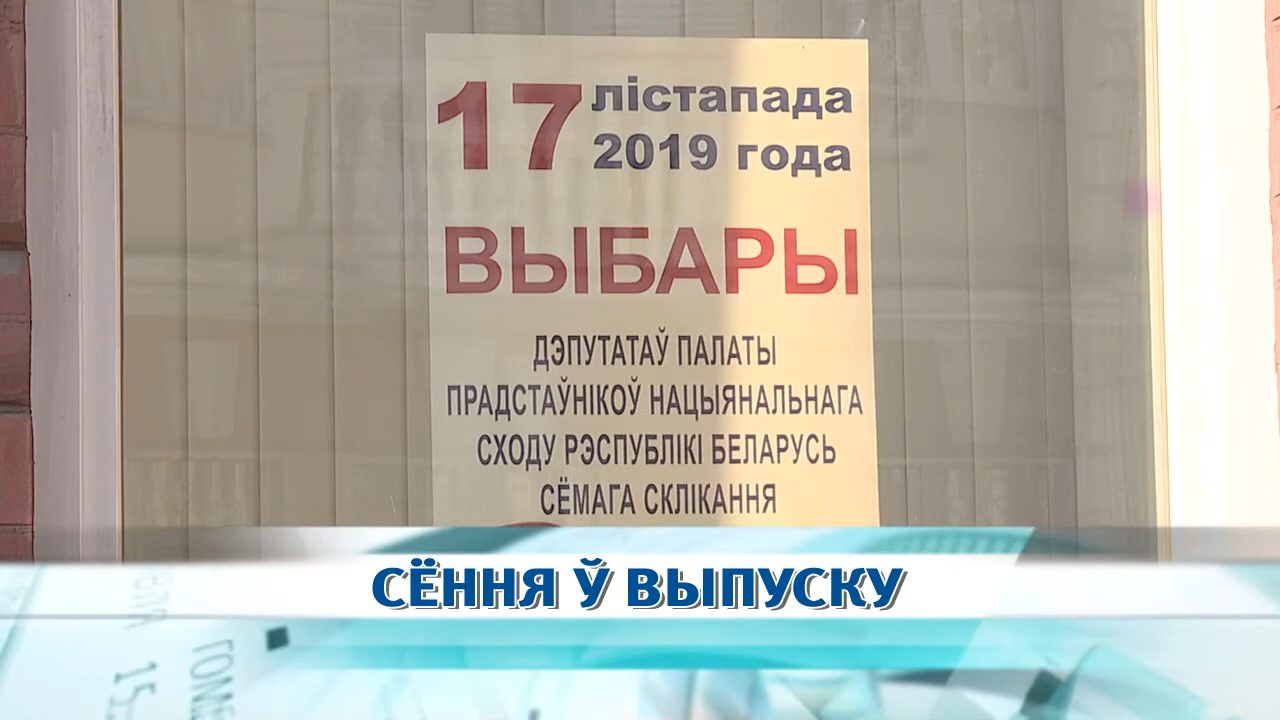 17 лістапада
2019 года
ВЫБАРЫ
ДЭПУТАТАЎ ПАЛАТЫ
ПРАДСТАЎНІКОЎ НАЦЫЯНАЛЬНАГА
СХОДУ РЭСПУБЛІКІ БЕЛАРУСЬ
СЁМАГА СКЛІКАННЯ
СЁННЯ Ў ВЫПУСКУ